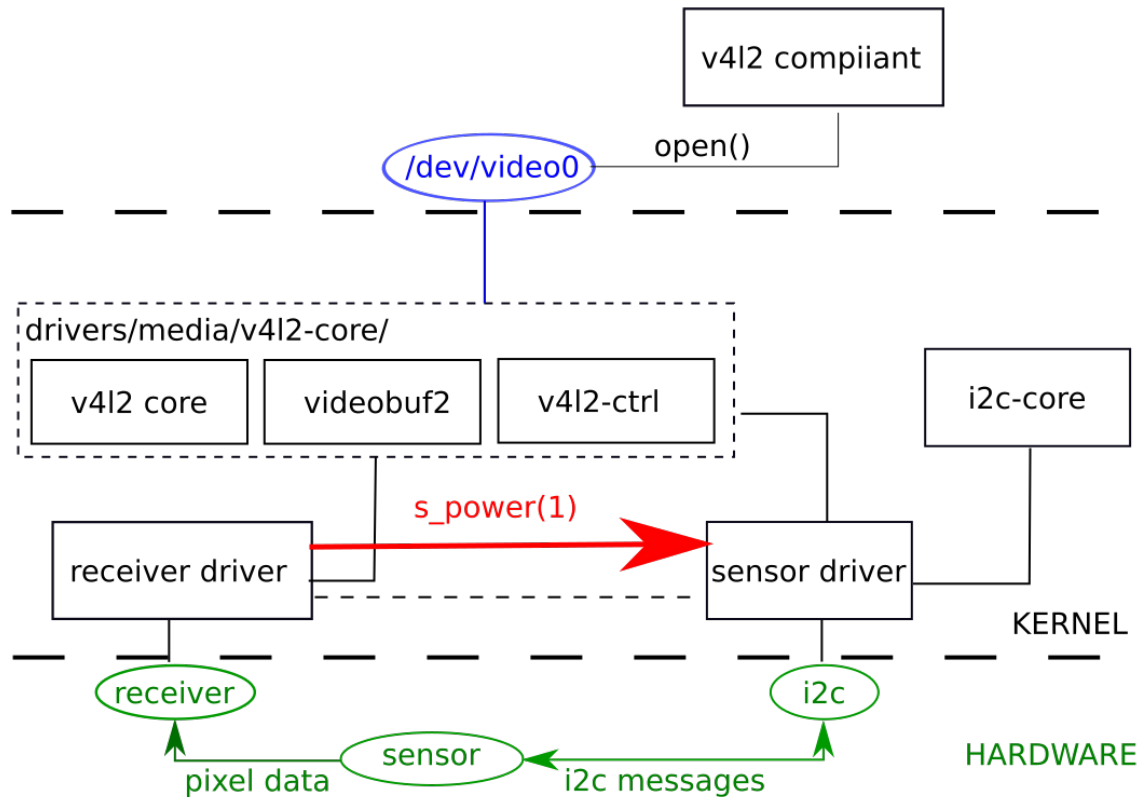 v4l2 compiiant
open()
/dev/video0
drivers/media/v4l2-core/
v4l2 core
videobuf2
v4l2-ctrl
i2c-core
s_power(1)
receiver driver
sensor driver
KERNEL
receiver
i2c
sensor
HARDWARE
pixel data
i2c messages